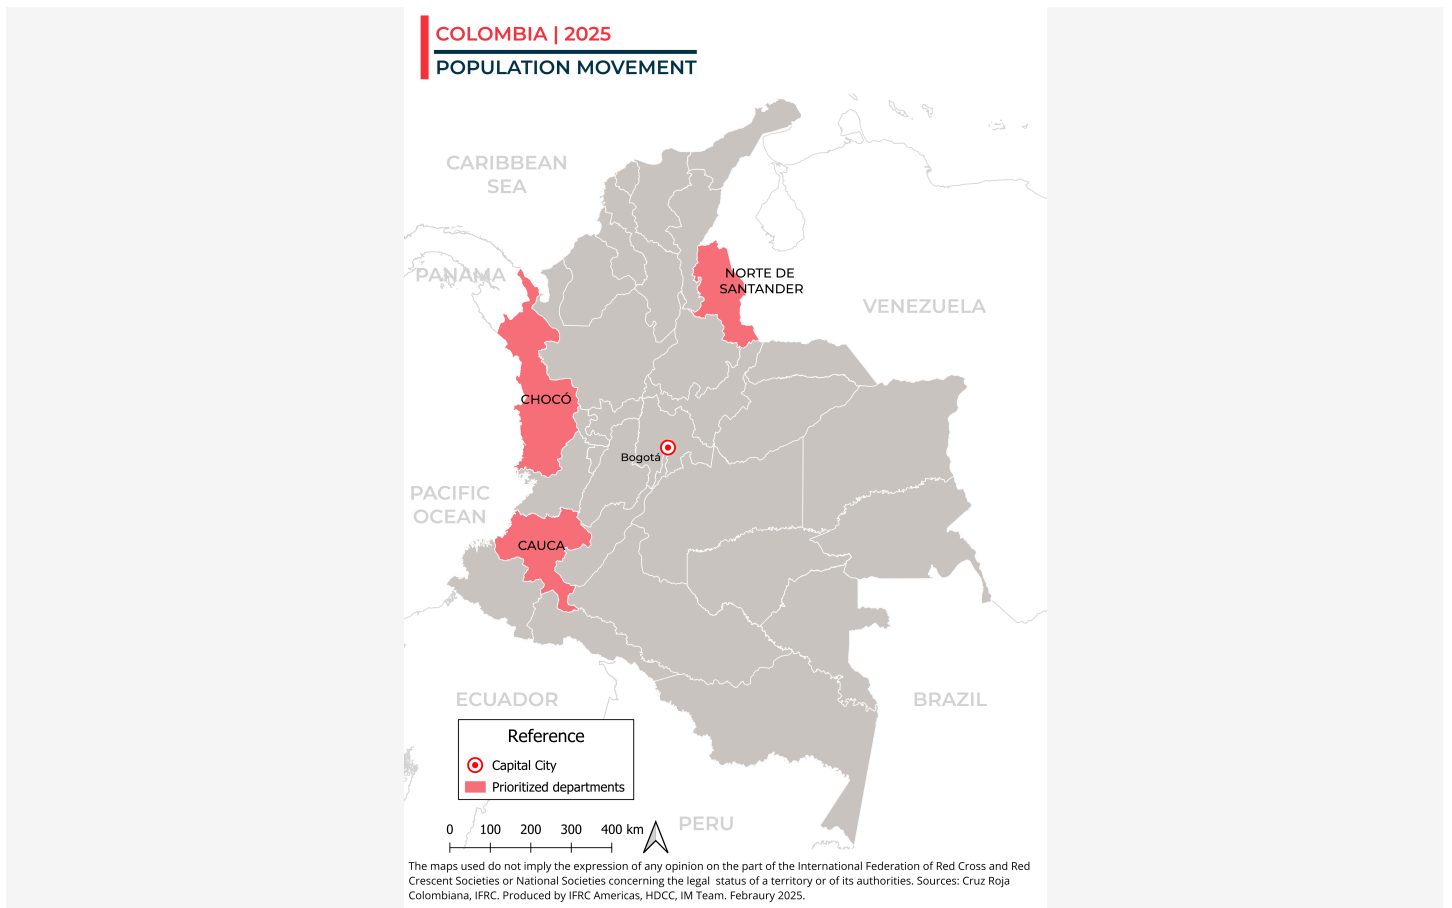 COLOMBIA | 2025
POPULATION MOVEMENT
CARIBBEAN
SEA
PANAMA
NORTE DE
SANTANDER
VENEZUELA
CHOCÓ
Bogotá
PACIFIC
OCEAN
CAUCA
ECUADOR
BRAZIL
Reference
Capital City
Prioritized departments
PERU
0 100 200 300 400 km
The maps used do not imply the expression of any opinion on the part of the International Federation of Red Cross and Red
Crescent Societies or National Societies concerning the legal status of a territory or of its authorities. Sources: Cruz Roja
Colombiana, IFRC. Produced by IFRC Americas, HDCC, IM Team. Febraury 2025.